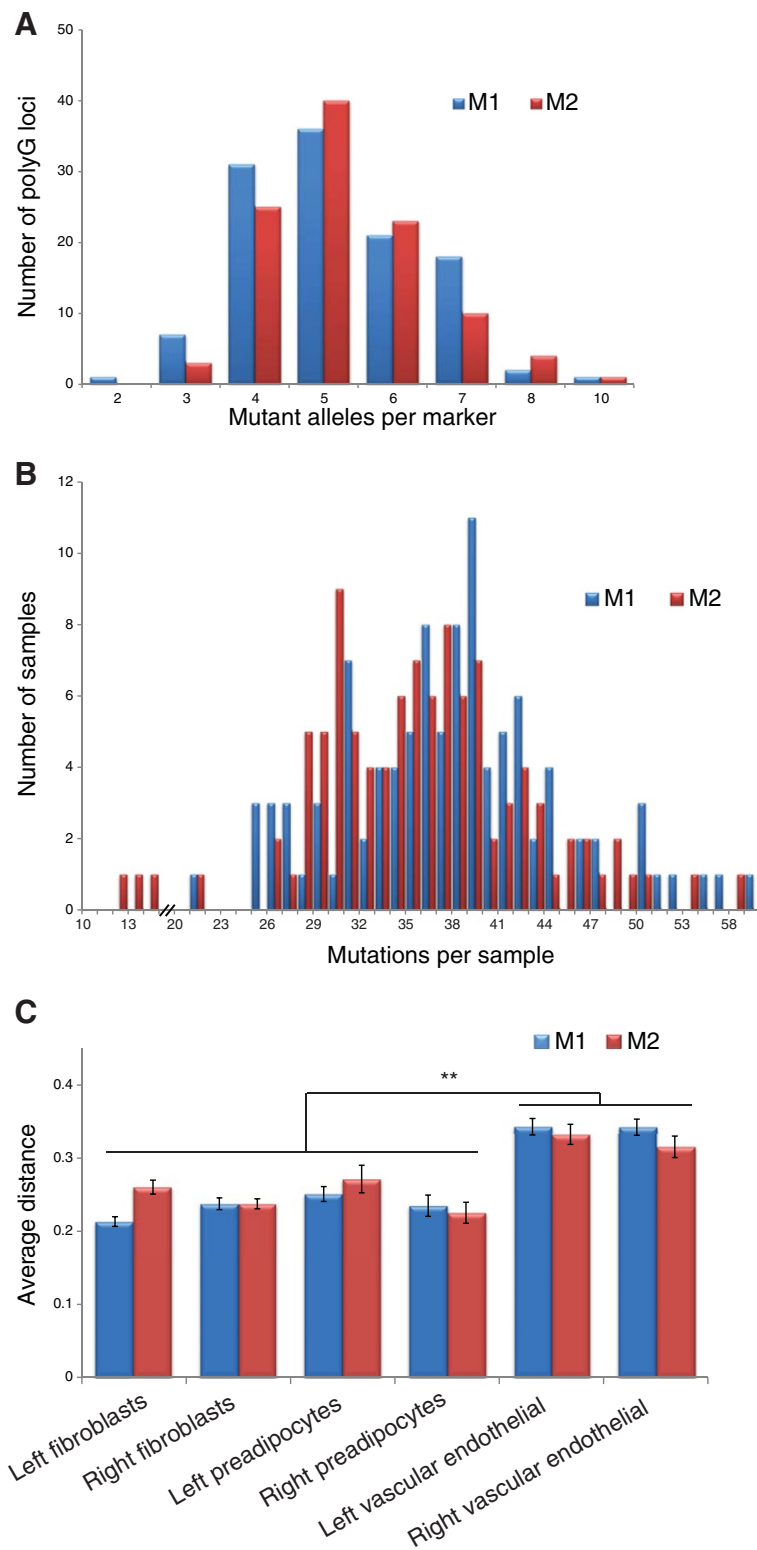 A
50
40
30
20
10
0
Number of polyG loci
M1 M2
2 3 4 5 6 7 8 10
Mutant alleles per marker
B
12
10
8
6
4
2
0
Number of samples
M1 M2
10 13 20 23 26 29 32 35 38 41 44 47 50 53 58
Mutations per sample
C
M1 M2
0.4
0.3
0.2
0.1
0
Average distance
**
Left fibroblasts
Right fibroblasts
Left preadipocytes
Right preadipocytes
Left vascular endothelial
Right vascular endothelial